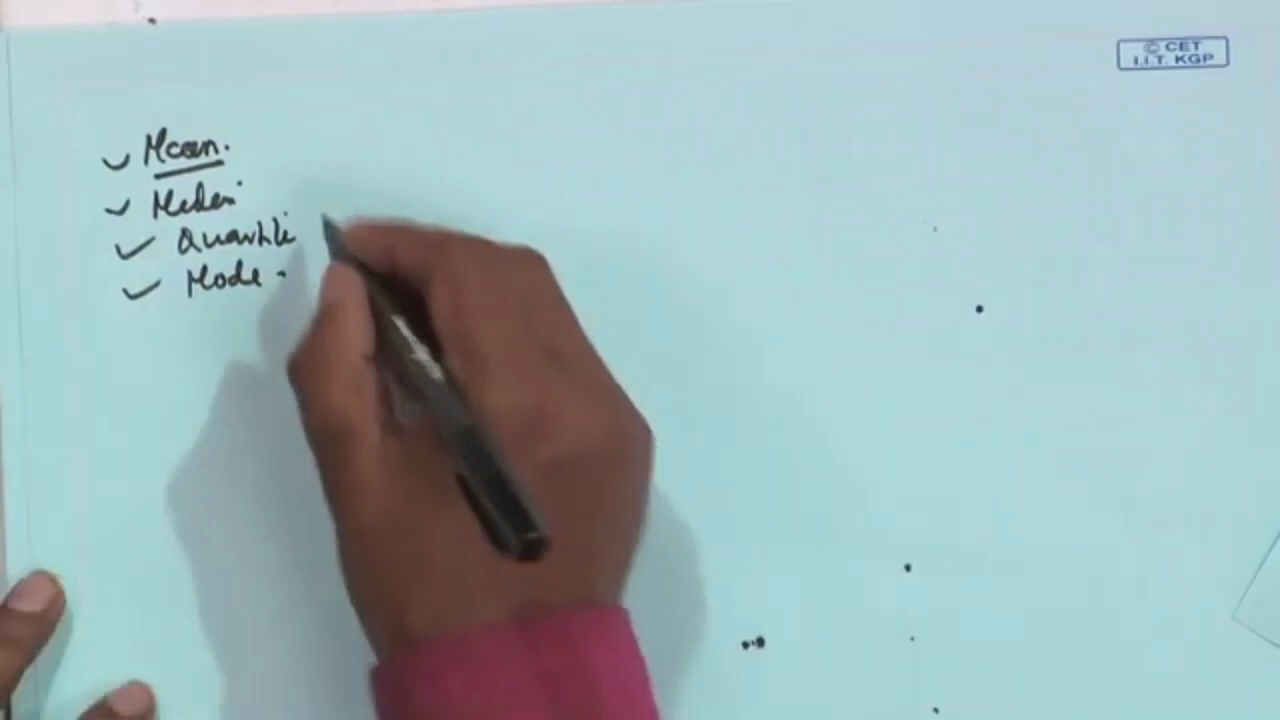 © CET
I.I.T. KGP
✓ Mean.
✓ Median
✓ Quartile
✓ Mode.